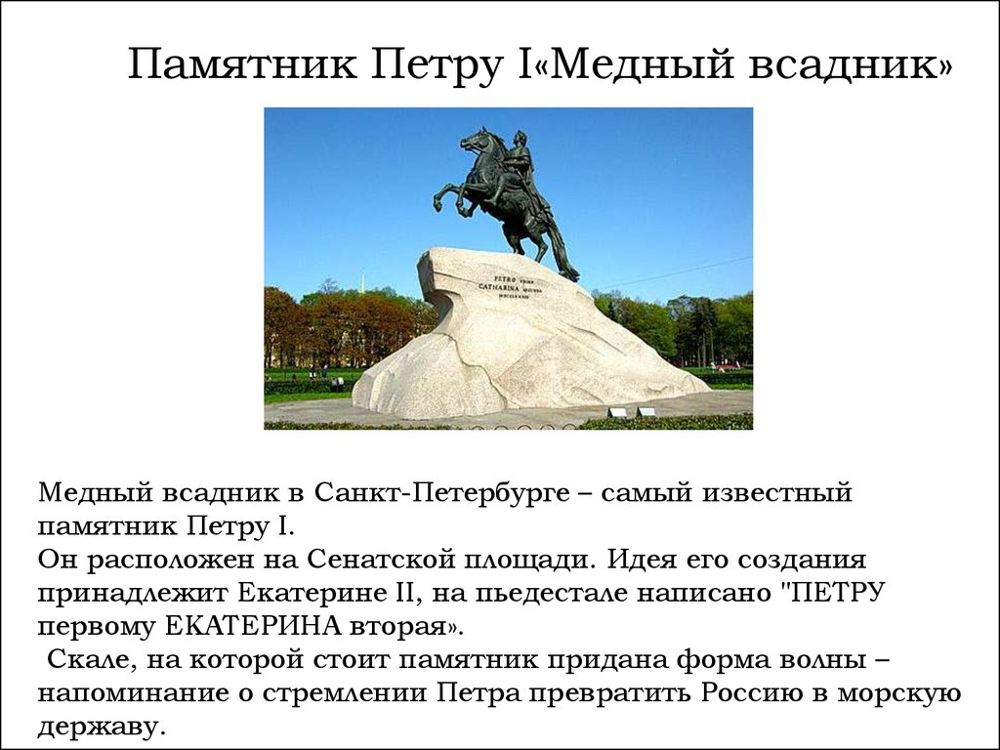 Памятник Петру I«Медный всадник»
PETRO prima
CATHARINA secunda
MDCCLXXXII
Медный всадник в Санкт-Петербурге – самый известный
памятник Петру I.
Он расположен на Сенатской площади. Идея его создания
принадлежит Екатерине II, на пьедестале написано "ПЕТРУ
первому ЕКАТЕРИНА вторая».
Скале, на которой стоит памятник придана форма волны –
напоминание о стремлении Петра превратить Россию в морскую
державу.